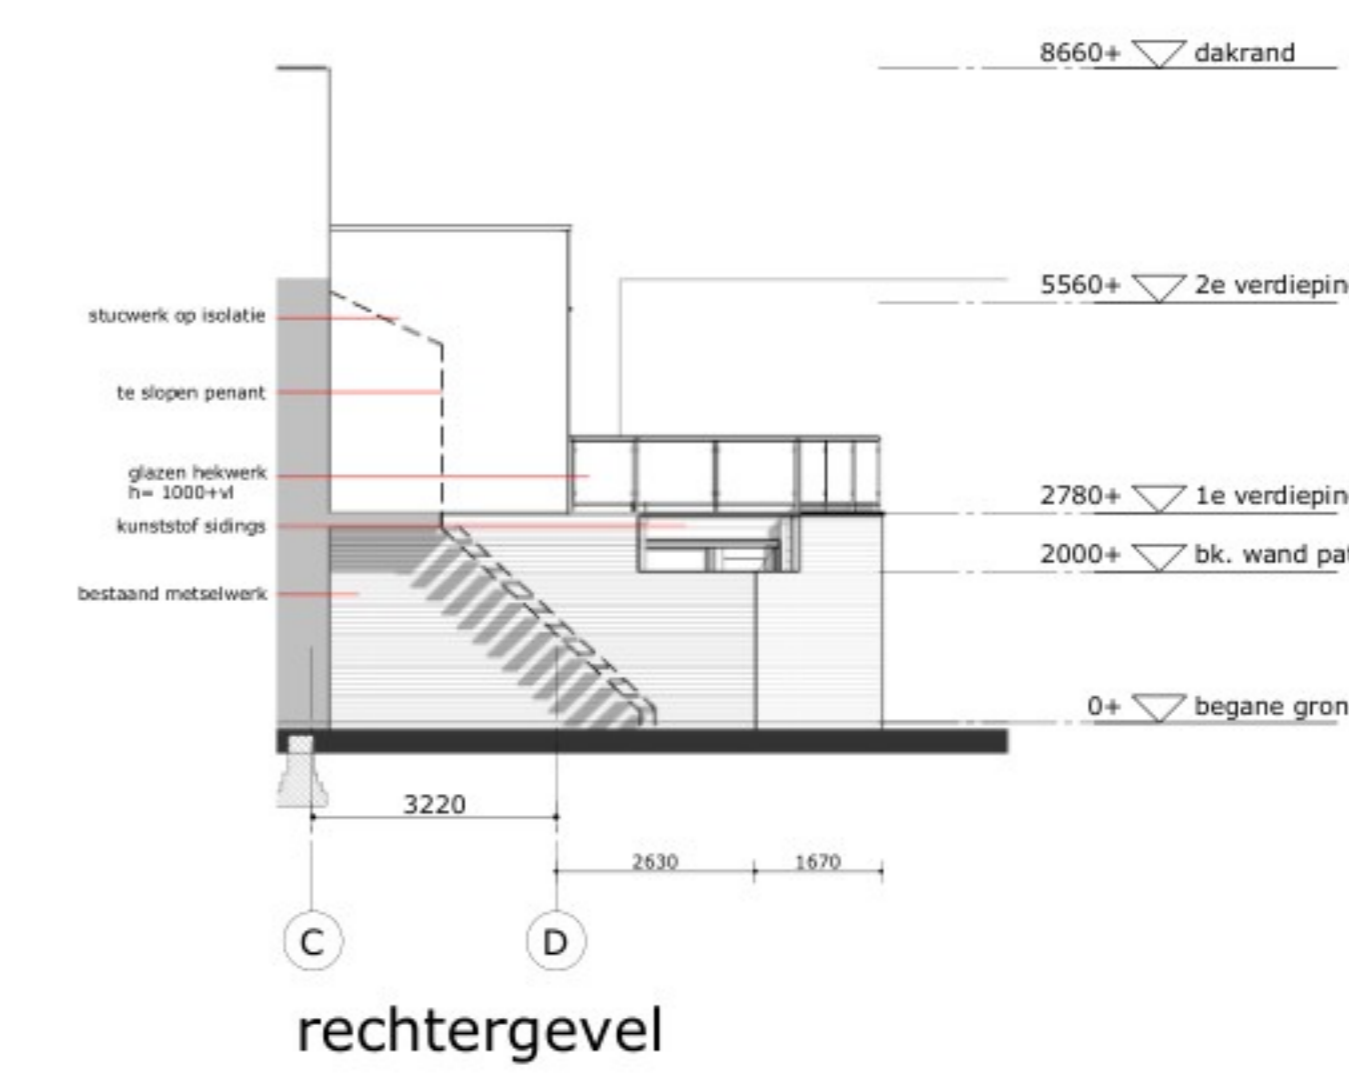 8660+ dakrand
5560+ 2e verdiepin
stucwerk op isolatie
te slopen penant
glazen hekwerk
h= 1000+vl
2780+ 1e verdiepin
kunststof sidings
2000+ bk. wand pat
bestaand metselwerk
0+ begane gron
3220
2630 1670
C D
rechtergevel